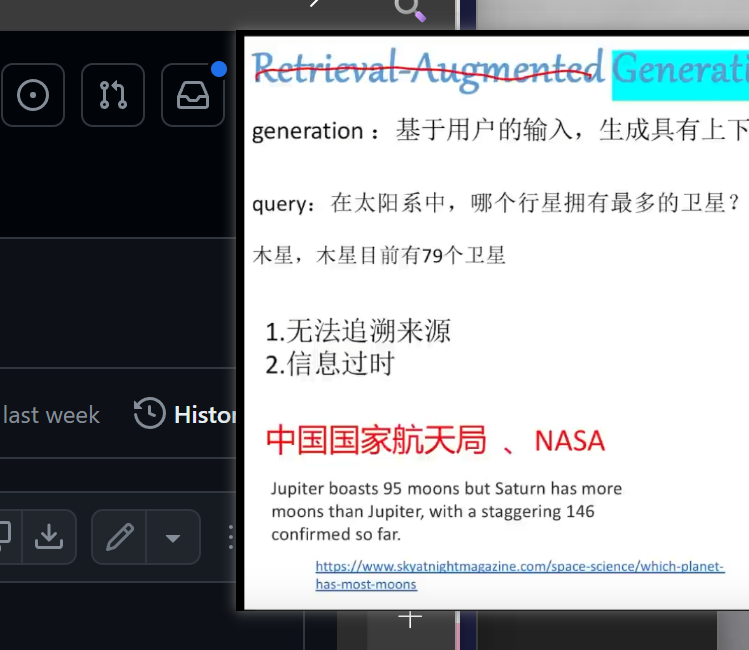 Retrieval-Augmented Generati
generation： 基于用户的输入，生成具有上下
query：在太阳系中，哪个行星拥有最多的卫星？
木星，木星目前有79个卫星
1.无法追溯来源
2.信息过时
last week
Histor
中国国家航天局 、NASA
Jupiter boasts 95 moons but Saturn has more
moons than Jupiter, with a staggering 146
confirmed so far.
https://www.skyatnightmagazine.com/space-science/which-planet-
has-most-moons